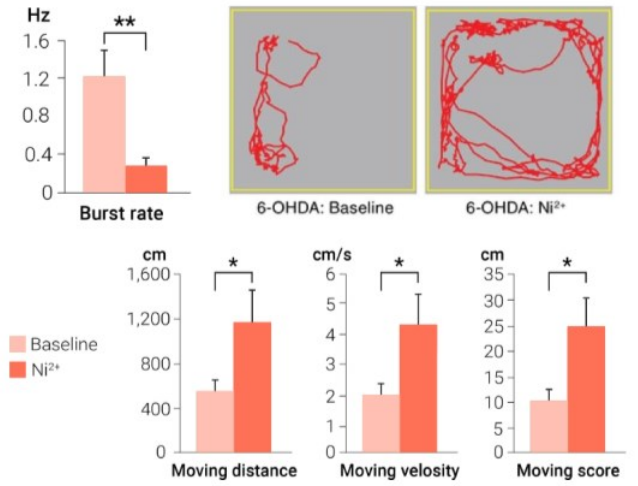 Hz
**
1.6
1.2
0.8
0.4
0
Burst rate
6-OHDA: Baseline
6-OHDA: Ni²⁺
Baseline
Ni²⁺
cm
*
1,600
1,200
800
400
0
Moving distance
cm/s
*
6
5
4
3
2
1
0
Moving velosity
cm
*
35
30
25
20
15
10
5
0
Moving score